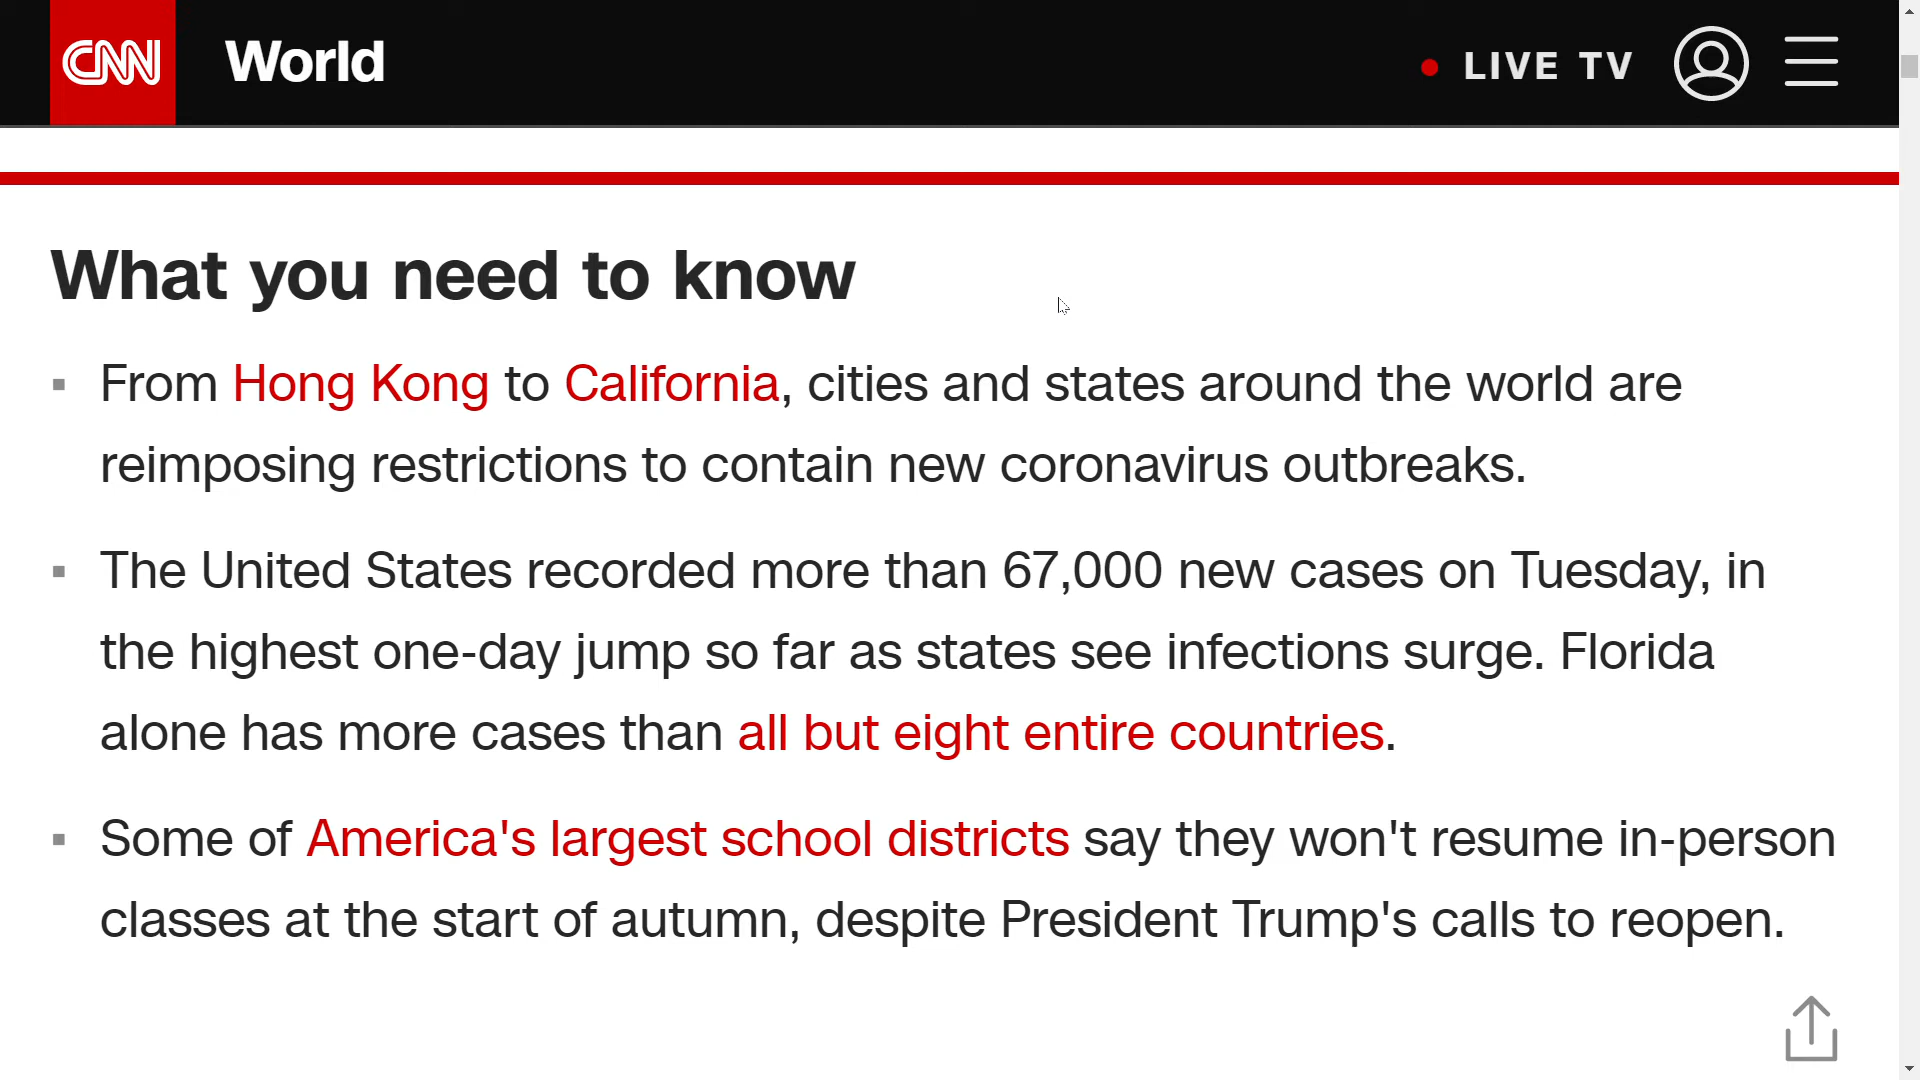 CNN World LIVE TV
What you need to know
▪ From Hong Kong to California, cities and states around the world are
reimposing restrictions to contain new coronavirus outbreaks.
▪ The United States recorded more than 67,000 new cases on Tuesday, in
the highest one-day jump so far as states see infections surge. Florida
alone has more cases than all but eight entire countries.
▪ Some of America's largest school districts say they won't resume in-person
classes at the start of autumn, despite President Trump's calls to reopen.